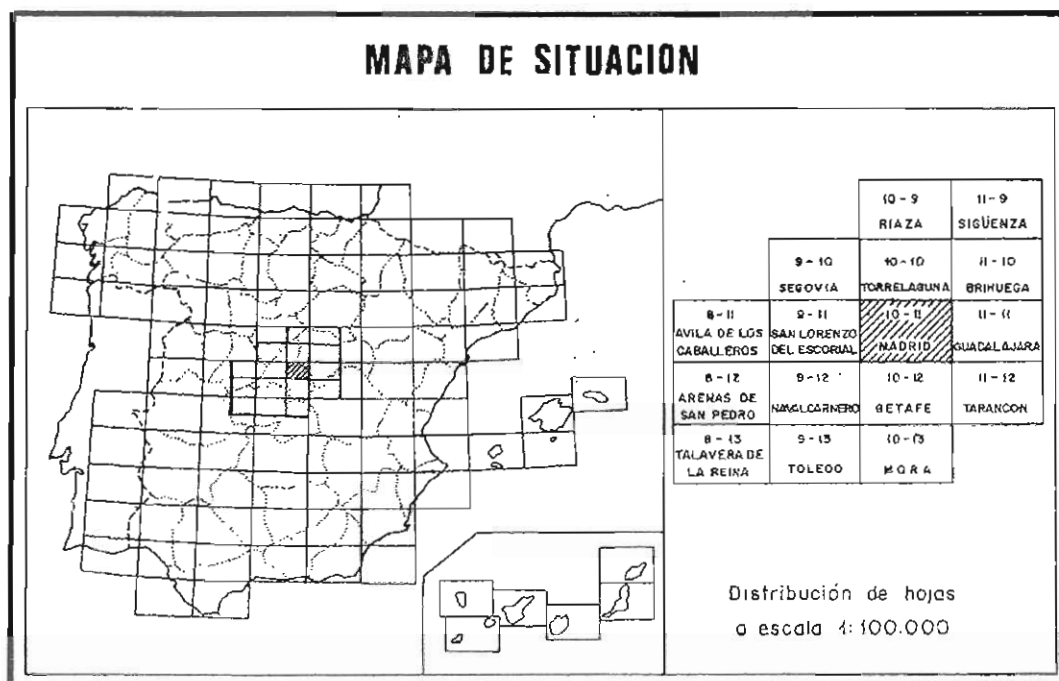 MAPA DE SITUACION
10-9
RIAZA
11-9
SIGÜENZA
9-10
SEGOVIA
10-10
TORRELAGUNA
11-10
BRIHUEGA
8-11
AVILA DE LOS
CABALLEROS
9-11
SAN LORENZO
DEL ESCORIAL
10-11
MADRID
11-11
GUADALAJARA
8-12
ARENAS DE
SAN PEDRO
9-12
NAVALCARNERO
10-12
GETAFE
11-12
TARANCON
8-13
TALAVERA DE
LA REINA
9-13
TOLEDO
10-13
MORA
Distribución de hojas
a escala 1:100.000